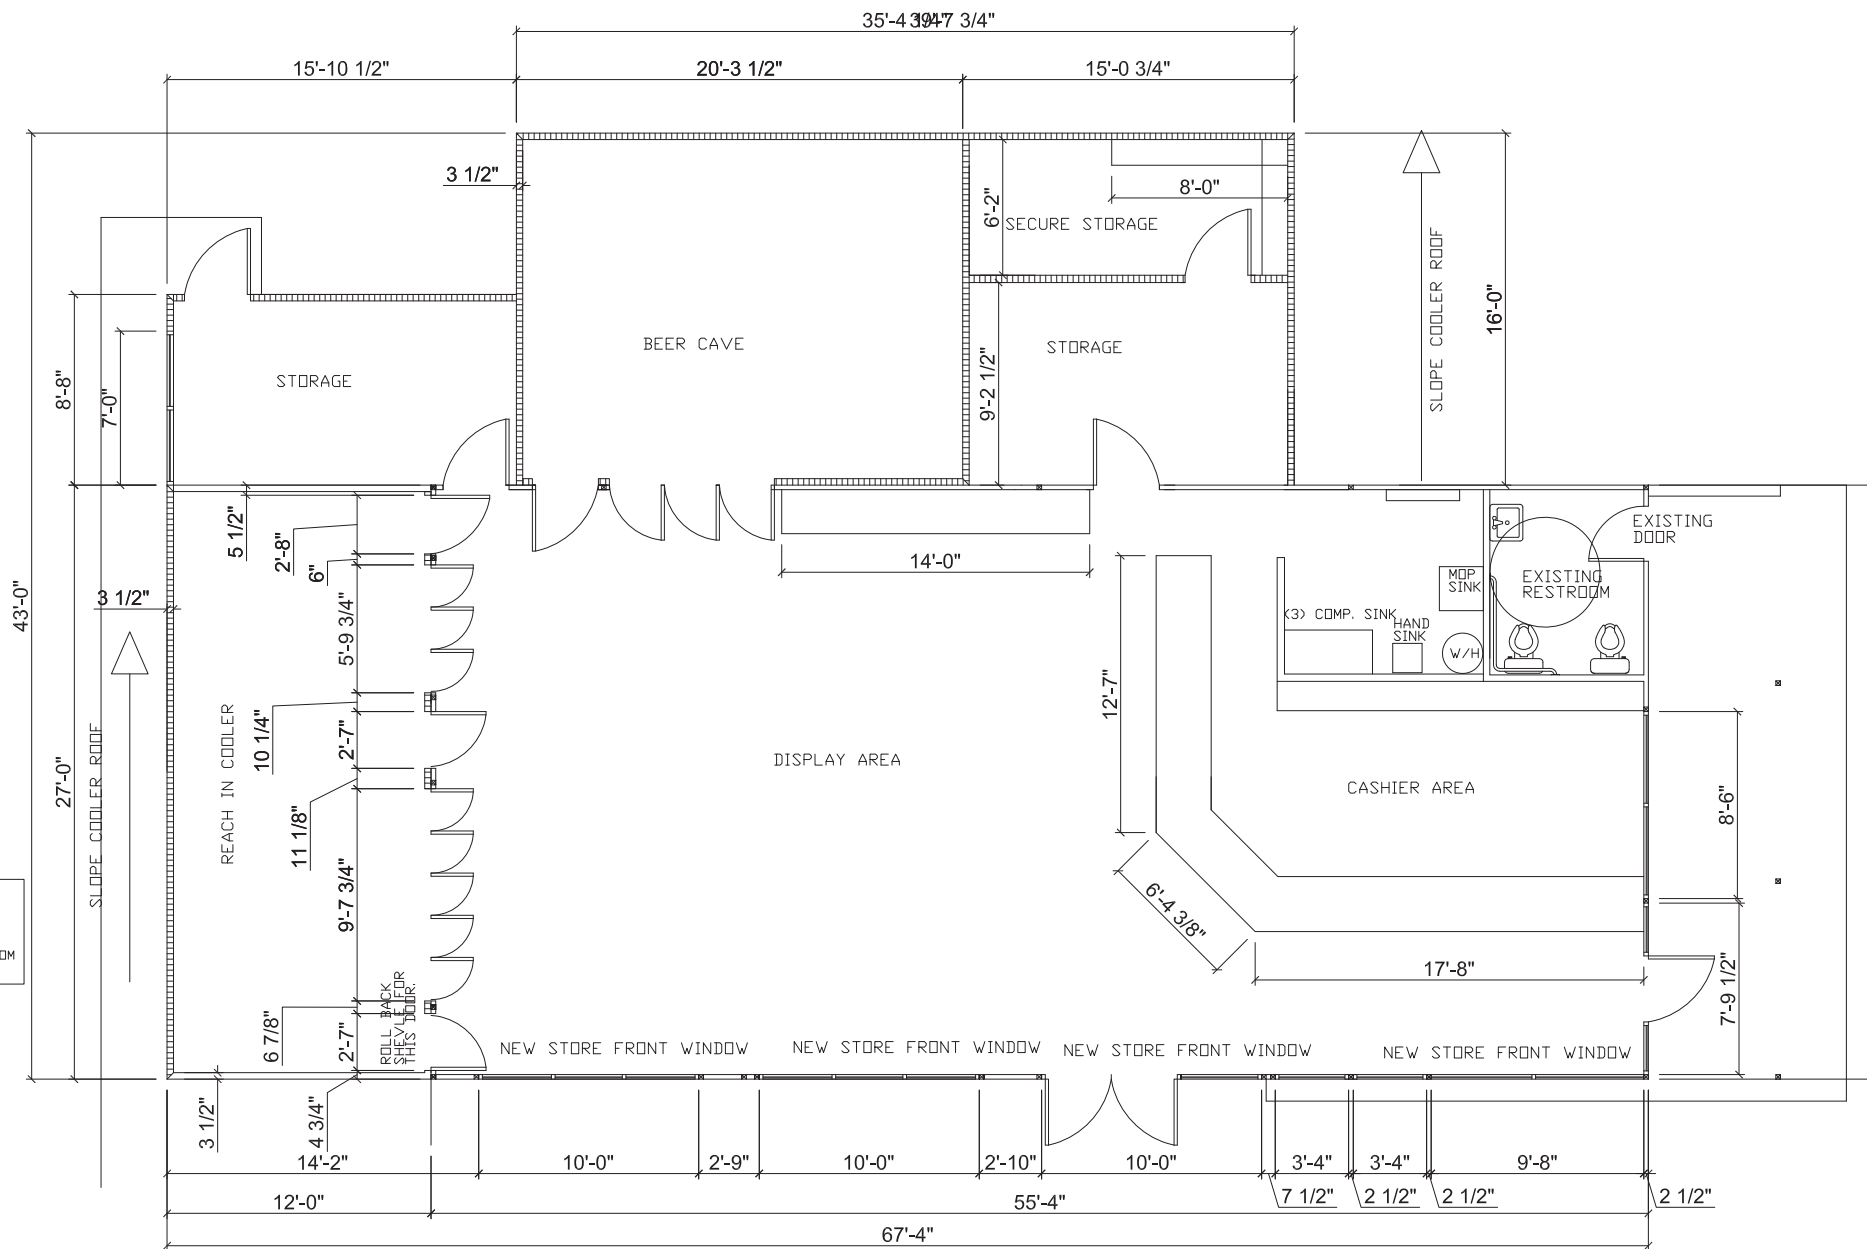 35'-4 3/4"
39'-7 3/4"
15'-10 1/2"
20'-3 1/2"
15'-0 3/4"
3 1/2"
8'-0"
6'-2"
SECURE STORAGE
SLOPE COOLER ROOF
16'-0"
BEER CAVE
STORAGE
9'-2 1/2"
STORAGE
8'-8"
7'-0"
5 1/2"
2'-8"
6"
14'-0"
EXISTING
DOOR
MOP
SINK
EXISTING
RESTROOM
(3) COMP. SINK
HAND
SINK
W/H
43'-0"
3 1/2"
5'-9 3/4"
12'-7"
10 1/4"
2'-7"
REACH IN COOLER
SLOPE COOLER ROOF
27'-0"
DISPLAY AREA
CASHIER AREA
8'-6"
11 1/8"
9'-7 3/4"
6'-4 3/8"
OM
17'-8"
7'-9 1/2"
ROLL BACK
SHEVLE FOR
THIS DOOR.
6 7/8"
2'-7"
NEW STORE FRONT WINDOW
NEW STORE FRONT WINDOW
NEW STORE FRONT WINDOW
NEW STORE FRONT WINDOW
3 1/2"
4 3/4"
14'-2"
10'-0"
2'-9"
10'-0"
2'-10"
10'-0"
3'-4"
3'-4"
9'-8"
7 1/2"
2 1/2"
2 1/2"
2 1/2"
12'-0"
55'-4"
67'-4"